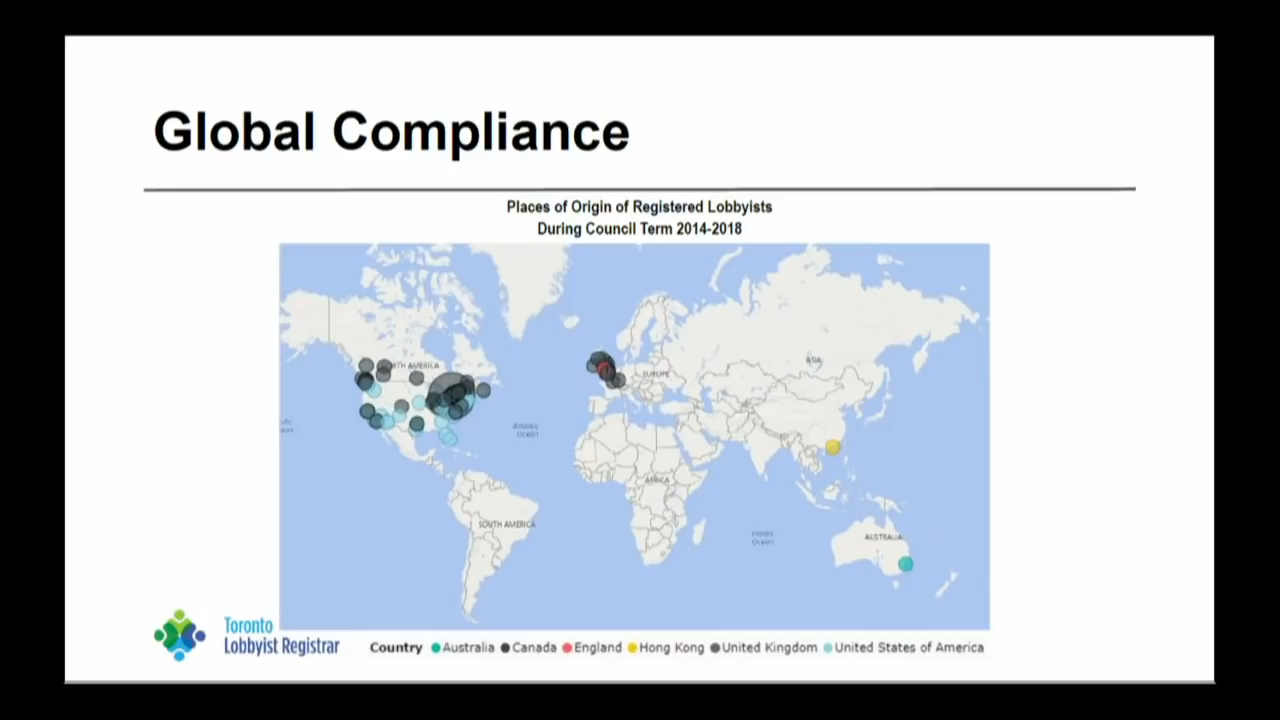 Global Compliance
Places of Origin of Registered Lobbyists
During Council Term 2014-2018
TH AMERICA
EUROPE
ASIA
Atlantic
Ocean
AFRICA
SOUTH AMERICA
Ocean
AUSTRALIA
Toronto
Lobbyist Registrar
Country Australia Canada England Hong Kong United Kingdom United States of America